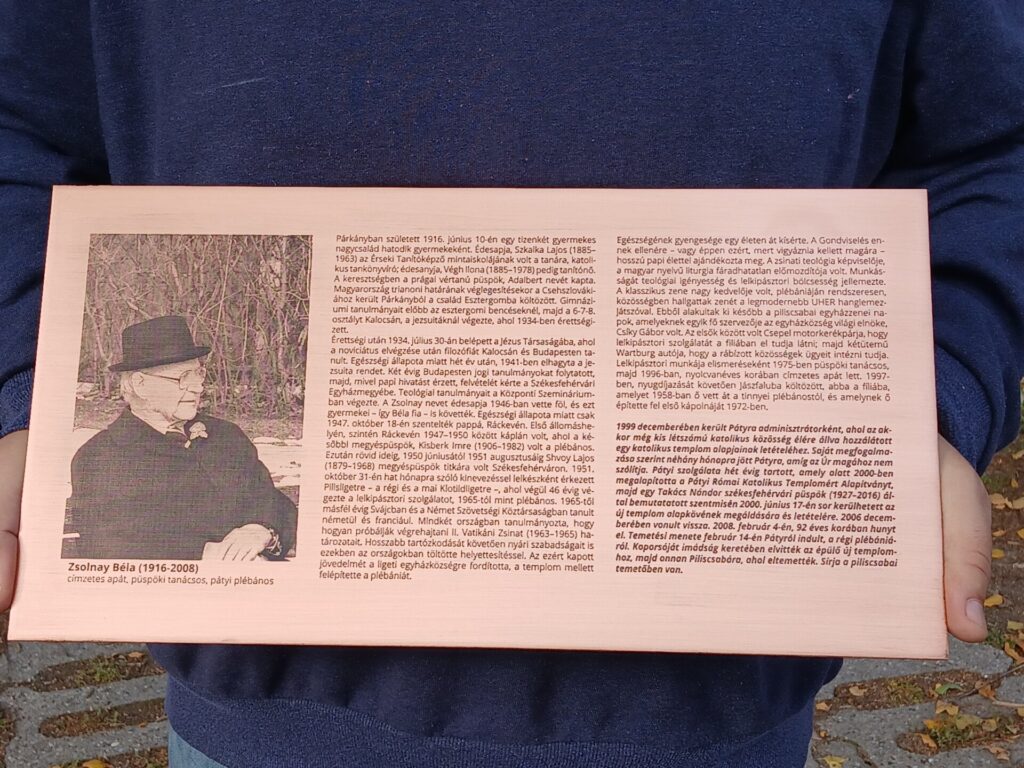 Zsolnay Béla (1916-2008)
címzetes apát, püspöki tanácsos, pátyi plébános
Párkányban született 1916. június 10-én egy tizenkét gyermekes
nagycsalád hatodik gyermekeként. Édesapja, Szkalka Lajos (1885–
1963) az Érseki Tanítóképző mintaiskolájának volt a tanára, katoli-
kus tankönyvíró; édesanyja, Végh Ilona (1885–1978) pedig tanítónő.
A keresztségben a prágai vértanú püspök, Adalbert nevét kapta.
Magyarország trianoni határának véglegesítésekor a Csehszlováki-
ához került Párkányból a család Esztergomba költözött. Gimnázi-
umi tanulmányait előbb az esztergomi bencéseknél, majd a 6-7-8.
osztályt Kalocsán, a jezsuitáknál végezte, ahol 1934-ben érettségi-
zett.
Érettségi után 1934. július 30-án belépett a Jézus Társaságába, ahol
a noviciátus elvégzése után filozófiát Kalocsán és Budapesten ta-
nult. Egészségi állapota miatt hét év után, 1941-ben elhagyta a je-
zsuita rendet. Két évig Budapesten jogi tanulmányokat folytatott,
majd, mivel papi hivatást érzett, felvételét kérte a Székesfehérvári
Egyházmegyébe. Teológiai tanulmányait a Központi Szeminárium-
ban végezte. A Zsolnay nevet édesapja 1946-ban vette föl, és ezt
gyermekei – így Béla fia – is követték. Egészségi állapota miatt csak
1947. október 18-én szentelték pappá, Ráckevén. Első állomáshe-
lyén, szintén Ráckevén 1947–1950 között káplán volt, ahol a ké-
sőbbi megyéspüspök, Kisberk Imre (1906–1982) volt a plébános.
Ezután rövid ideig, 1950 júniusától 1951 augusztusáig Shvoy Lajos
(1879–1968) megyéspüspök titkára volt Székesfehérváron. 1951.
október 31-én hat hónapra szóló kinevezéssel lelkészként érkezett
Pilisligetre – a régi és a mai Klotildligetre –, ahol végül 46 évig vé-
gezte a lelkipásztori szolgálatot, 1965-től mint plébános. 1965-től
másfél évig Svájcban és a Német Szövetségi Köztársaságban tanult
németül és franciául. Mindkét országban tanulmányozta, hogy
hogyan próbálják végrehajtani II. Vatikáni Zsinat (1963–1965) ha-
tározatait. Hosszabb tartózkodását követően nyári szabadságait is
ezekben az országokban töltötte helyettesítéssel. Az ezért kapott
jövedelmét a ligeti egyházközségre fordította, a templom mellett
felépítette a plébániát.
Egészségének gyengesége egy életen át kísérte. A Gondviselés en-
nek ellenére – vagy éppen ezért, mert vigyáznia kellett magára –
hosszú papi élettel ajándékozta meg. A zsinati teológia képviselője,
a magyar nyelvű liturgia fáradhatatlan előmozdítója volt. Munkás-
ságát teológiai igényesség és lelkipásztori bölcsesség jellemezte.
A klasszikus zene nagy kedvelője volt, plébániáján rendszeresen,
közösségben hallgattak zenét a legmodernebb UHER hanglemez-
játszóval. Ebből alakultak ki később a piliscsabai egyházzenei na-
pok, amelyeknek egyik fő szervezője az egyházközség világi elnöke,
Csíky Gábor volt. Az elsők között volt Csepel motorkerékpárja, hogy
lelkipásztori szolgálatát a filiában el tudja látni; majd kétütemű
Wartburg autója, hogy a rábízott közösségek ügyeit intézni tudja.
Lelkipásztori munkája elismeréseként 1975-ben püspöki tanácsos,
majd 1996-ban, nyolcvanéves korában címzetes apát lett. 1997-
ben, nyugdíjazását követően Jászfaluba költözött, abba a filiába,
amelyet 1958-ban ő vett át a tinnyei plébánostól, és amelynek ő
építette fel első kápolnáját 1972-ben.
1999 decemberében került Pátyra adminisztrátorként, ahol az ak-
kor még kis létszámú katolikus közösség élére állva hozzálátott
egy katolikus templom alapjainak letételéhez. Saját megfogalma-
zása szerint néhány hónapra jött Pátyra, amíg az Úr magához nem
szólítja. Pátyi szolgálata hét évig tartott, amely alatt 2000-ben
megalapította a Pátyi Római Katolikus Templomért Alapítványt,
majd egy Takács Nándor székesfehérvári püspök (1927–2016) ál-
tal bemutatatott szentmisén 2000. június 17-én sor kerülhetett az
új templom alapkövének megáldására és letételére. 2006 decem-
berében vonult vissza. 2008. február 4-én, 92 éves korában hunyt
el. Temetési menete február 14-én Pátyról indult, a régi plébániá-
ról. Koporsóját imádság keretében elvitték az épülő új templom-
hoz, majd onnan Piliscsabára, ahol eltemették. Sírja a piliscsabai
temetőben van.